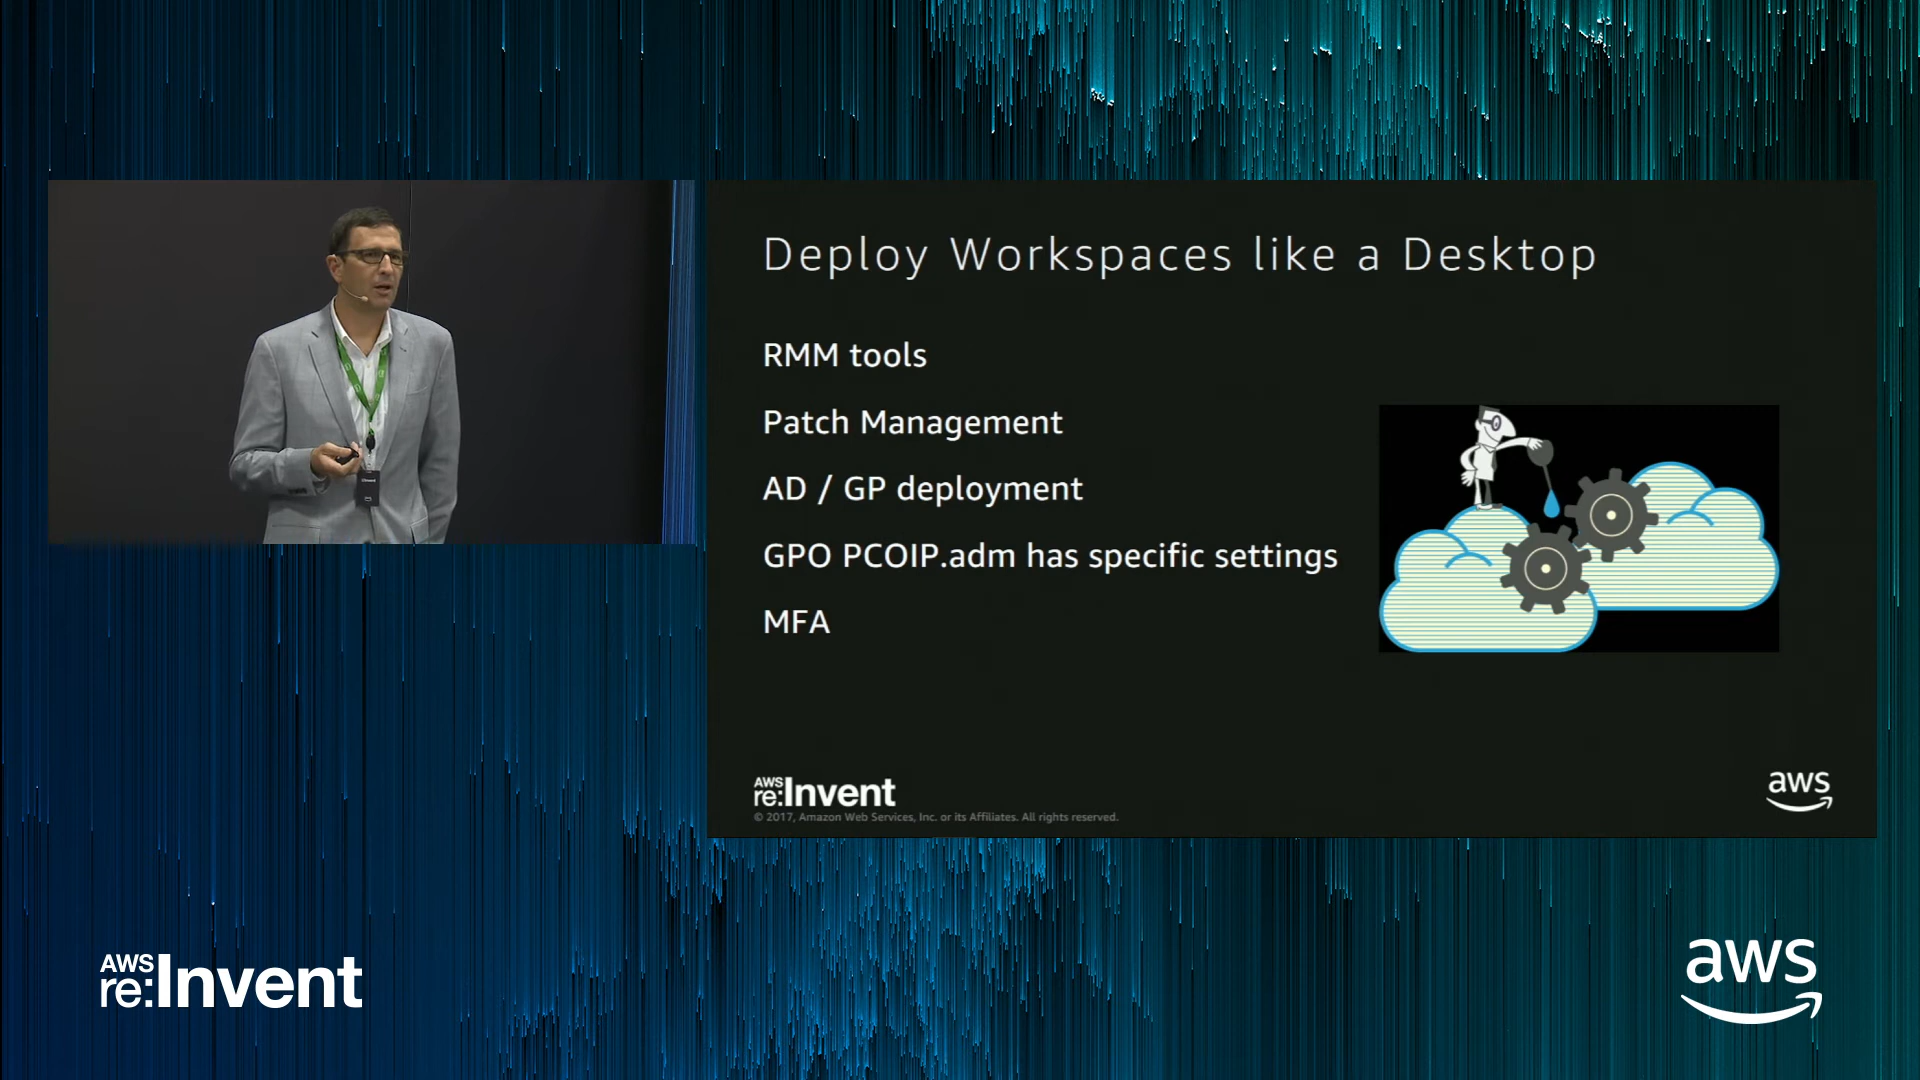 Deploy Workspaces like a Desktop
RMM tools
Patch Management
AD / GP deployment
GPO PCOIP.adm has specific settings
MFA
AWS
re:Invent
© 2017, Amazon Web Services, Inc. or its Affiliates. All rights reserved.
aws
AWS
re:Invent
aws